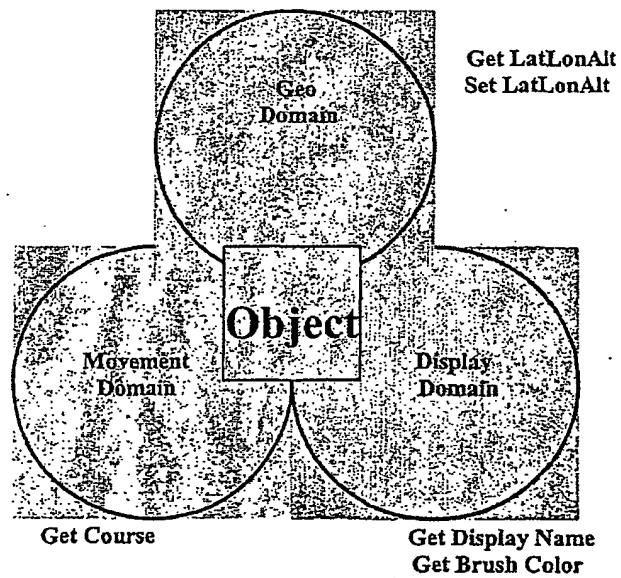 Geo
Domain
Get LatLonAlt
Set LatLonAlt
Object
Movement
Domain
Display
Domain
Get Course
Get Display Name
Get Brush Color